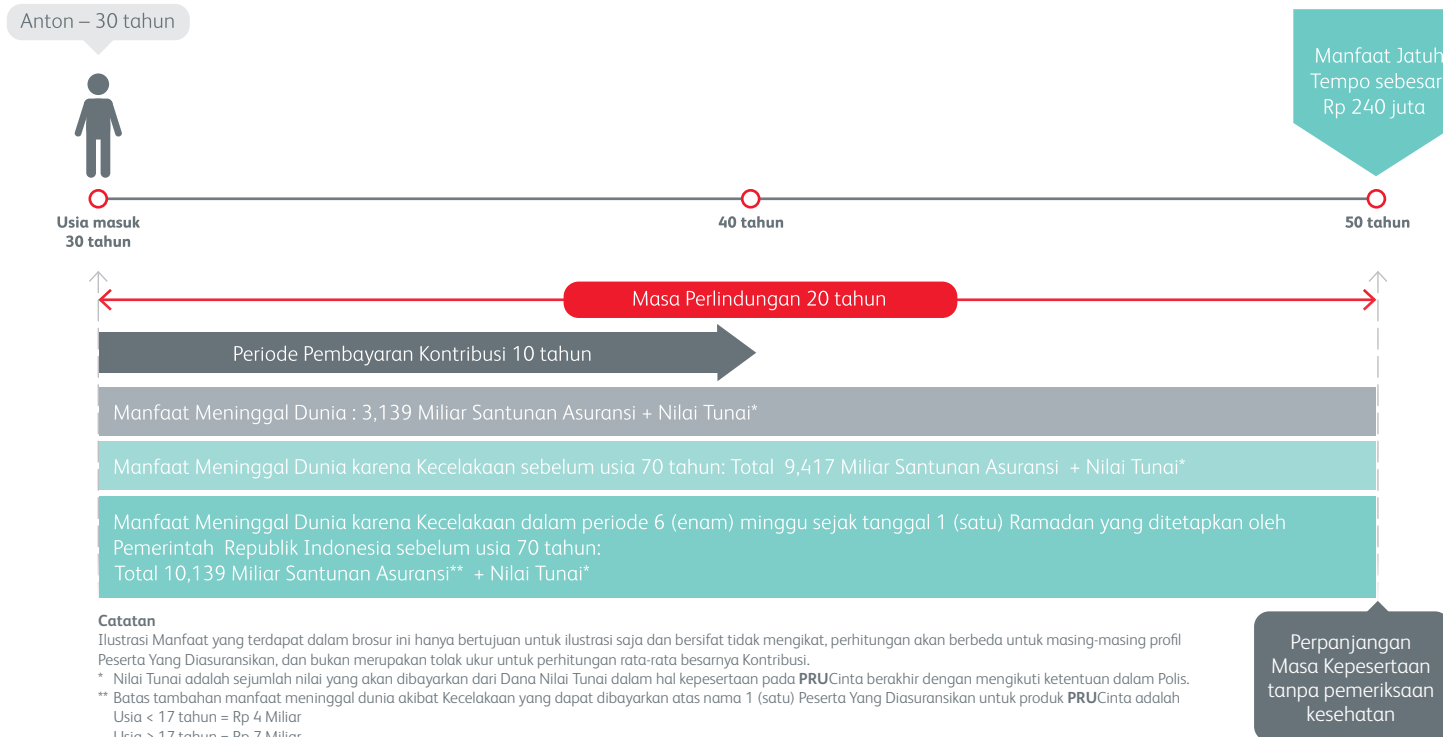 Anton – 30 tahun
Manfaat Jatuh
Tempo sebesar
Rp 240 juta
Usia masuk
30 tahun
40 tahun
50 tahun
Masa Perlindungan 20 tahun
Periode Pembayaran Kontribusi 10 tahun
Manfaat Meninggal Dunia : 3,139 Miliar Santunan Asuransi + Nilai Tunai*
Manfaat Meninggal Dunia karena Kecelakaan sebelum usia 70 tahun: Total 9,417 Miliar Santunan Asuransi + Nilai Tunai*
Manfaat Meninggal Dunia karena Kecelakaan dalam periode 6 (enam) minggu sejak tanggal 1 (satu) Ramadan yang ditetapkan oleh
Pemerintah Republik Indonesia sebelum usia 70 tahun:
Total 10,139 Miliar Santunan Asuransi** + Nilai Tunai*
Catatan
Ilustrasi Manfaat yang terdapat dalam brosur ini hanya bertujuan untuk ilustrasi saja dan bersifat tidak mengikat, perhitungan akan berbeda untuk masing-masing profil
Peserta Yang Diasuransikan, dan bukan merupakan tolak ukur untuk perhitungan rata-rata besarnya Kontribusi.
* Nilai Tunai adalah sejumlah nilai yang akan dibayarkan dari Dana Nilai Tunai dalam hal kepesertaan pada PRUCinta berakhir dengan mengikuti ketentuan dalam Polis.
** Batas tambahan manfaat meninggal dunia akibat Kecelakaan yang dapat dibayarkan atas nama 1 (satu) Peserta Yang Diasuransikan untuk produk PRUCinta adalah
Usia < 17 tahun = Rp 4 Miliar
Usia > 17 tahun = Rp 7 Miliar
Perpanjangan
Masa Kepesertaan
tanpa pemeriksaan
kesehatan